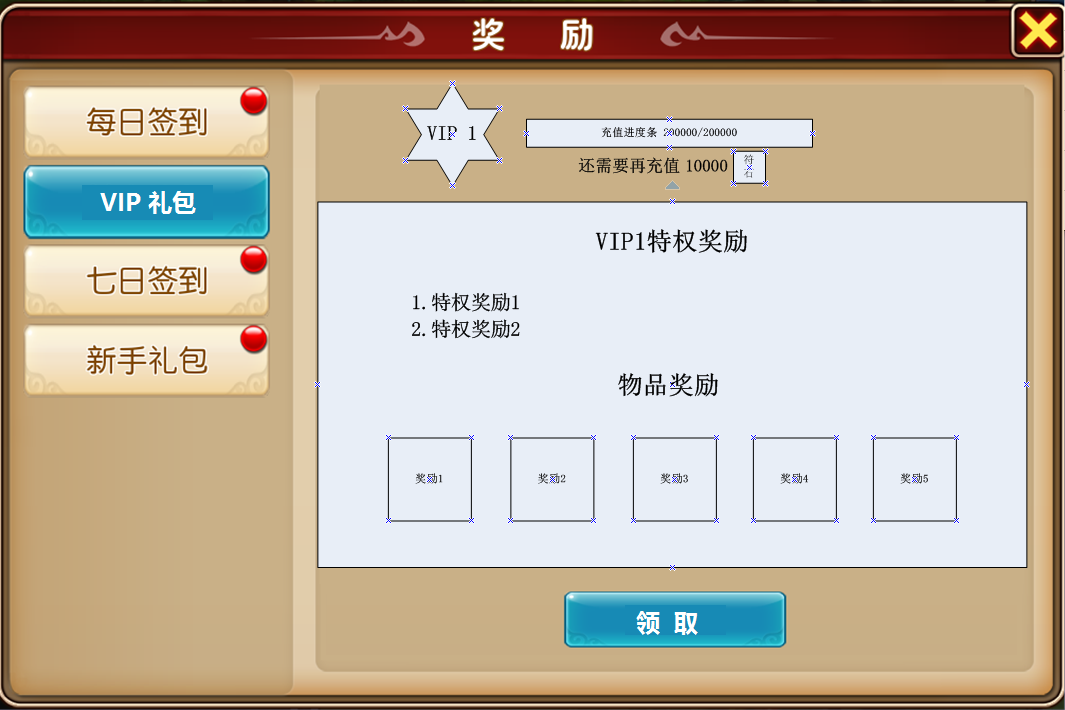 奖 励
每日签到
VIP 礼包
七日签到
新手礼包
VIP 1
充值进度条 200000/200000
还需要再充值 10000
符石
VIP1特权奖励
1.特权奖励1
2.特权奖励2
物品奖励
奖励1
奖励2
奖励3
奖励4
奖励5
领 取